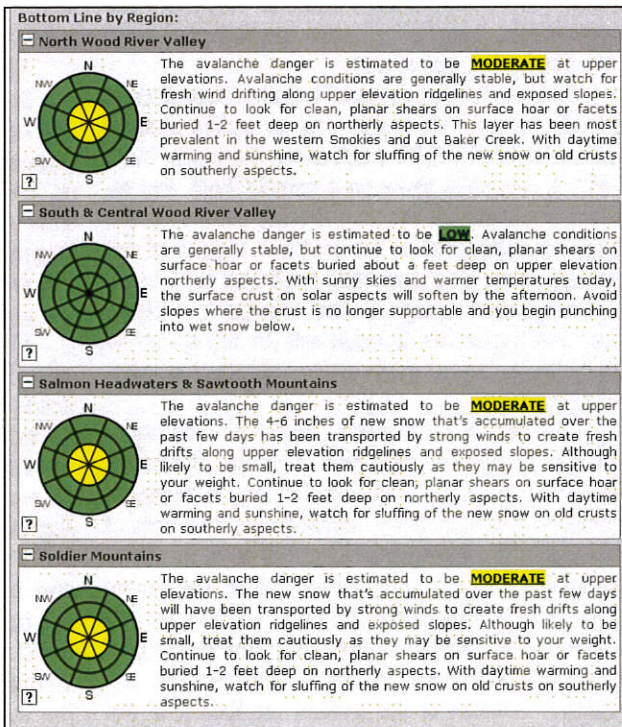 Bottom Line by Region:
North Wood River Valley
N
NW
NE
W
E
SW
SE
S
?
The avalanche danger is estimated to be MODERATE at upper
elevations. Avalanche conditions are generally stable, but watch for
fresh wind drifting along upper elevation ridgelines and exposed slopes.
Continue to look for clean, planar shears on surface hoar or facets
buried 1-2 feet deep on northerly aspects. This layer has been most
prevalent in the western Smokies and out Baker Creek. With daytime
warming and sunshine, watch for sluffing of the new snow on old crusts
on southerly aspects.
South & Central Wood River Valley
N
NW
NE
W
E
SW
SE
S
?
The avalanche danger is estimated to be LOW. Avalanche conditions
are generally stable, but continue to look for clean, planar shears on
surface hoar or facets buried about a feet deep on upper elevation
northerly aspects. With sunny skies and warmer temperatures today,
the surface crust on solar aspects will soften by the afternoon. Avoid
slopes where the crust is no longer supportable and you begin punching
into wet snow below.
Salmon Headwaters & Sawtooth Mountains
N
NW
NE
W
E
SW
SE
S
?
The avalanche danger is estimated to be MODERATE at upper
elevations. The 4-6 inches of new snow that's accumulated over the
past few days has been transported by strong winds to create fresh
drifts along upper elevation ridgelines and exposed slopes. Although
likely to be small, treat them cautiously as they may be sensitive to
your weight. Continue to look for clean, planar shears on surface hoar
or facets buried 1-2 feet deep on northerly aspects. With daytime
warming and sunshine, watch for sluffing of the new snow on old crusts
on southerly aspects.
Soldier Mountains
N
NW
NE
W
E
SW
SE
S
?
The avalanche danger is estimated to be MODERATE at upper
elevations. The new snow that's accumulated over the past few days
will have been transported by strong winds to create fresh drifts along
upper elevation ridgelines and exposed slopes. Although likely to be
small, treat them cautiously as they may be sensitive to your weight.
Continue to look for clean, planar shears on surface hoar or facets
buried 1-2 feet deep on northerly aspects. With daytime warming and
sunshine, watch for sluffing of the new snow on old crusts on southerly
aspects.